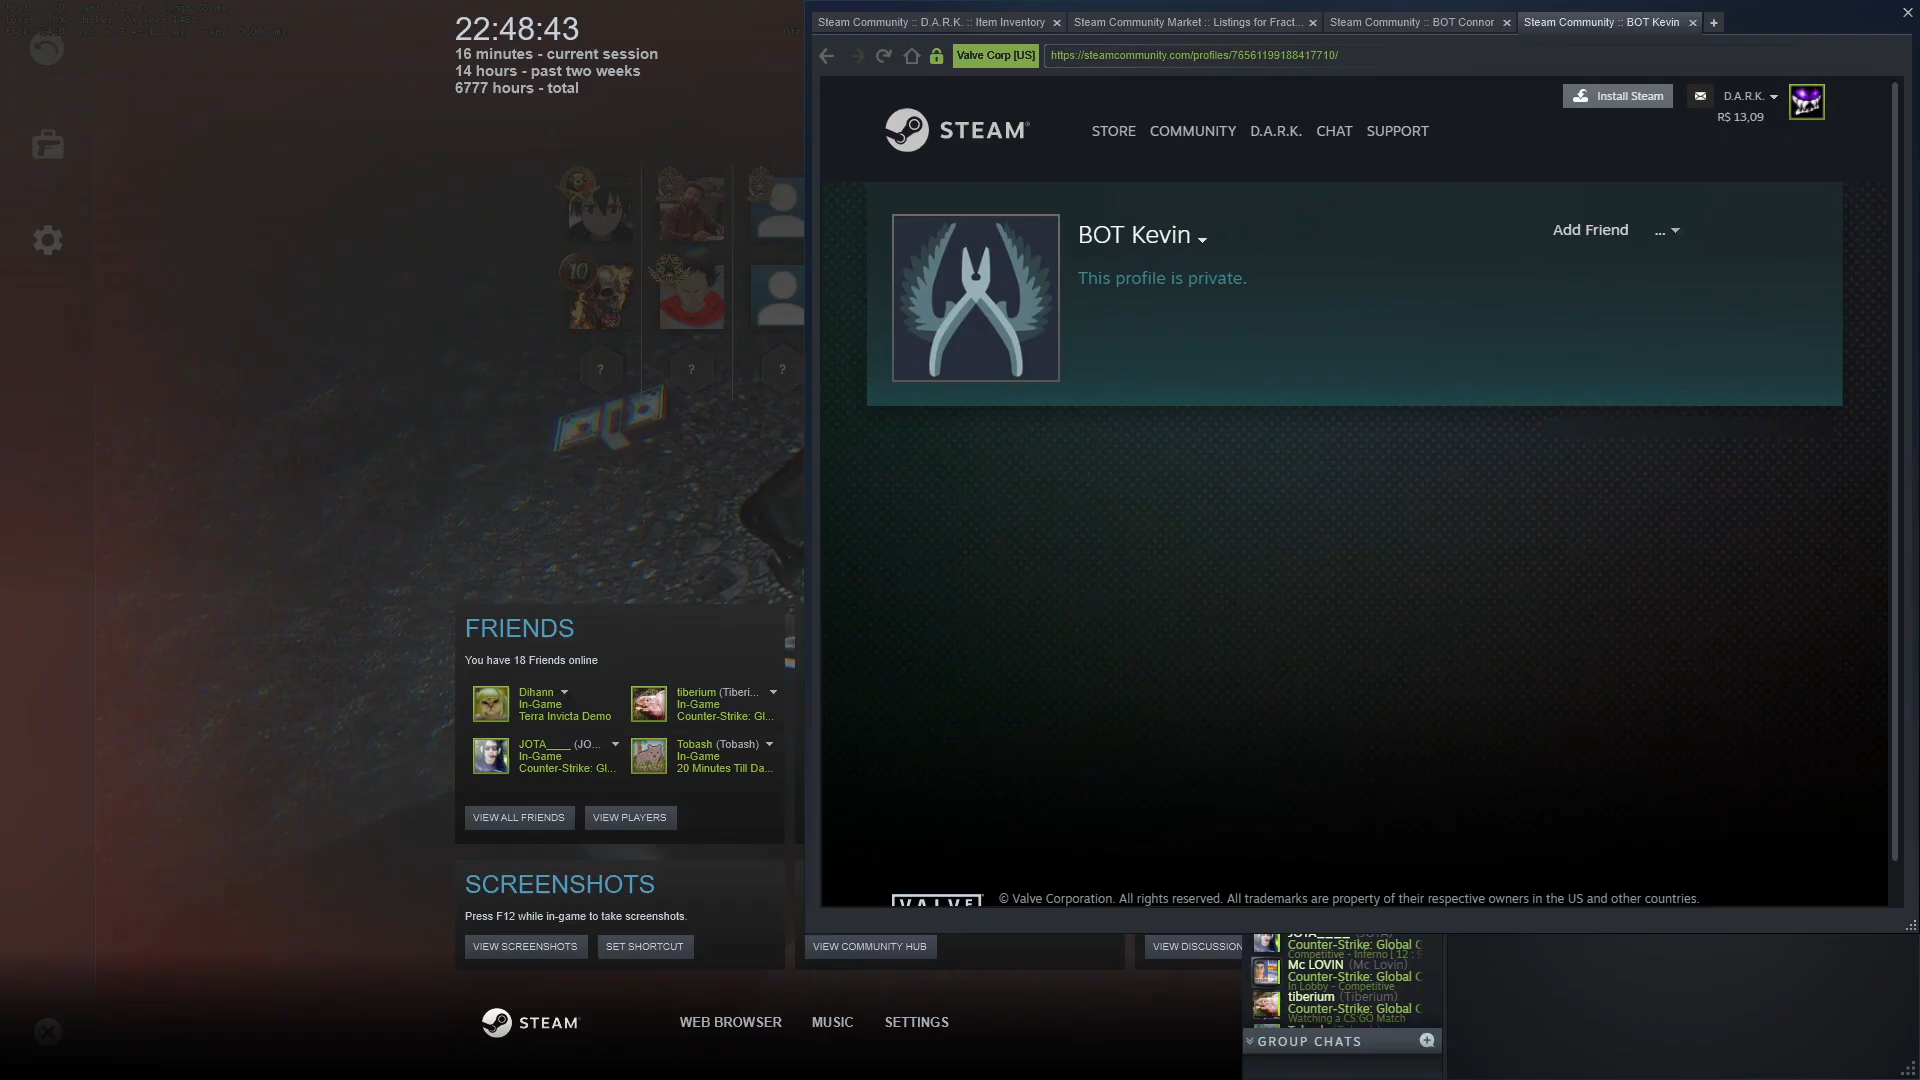 22:48:43
16 minutes - current session
14 hours - past two weeks
6777 hours - total
Steam Community :: D.A.R.K. :: Item Inventory
Steam Community Market :: Listings for Fract...
Steam Community :: BOT Connor
Steam Community :: BOT Kevin
Valve Corp [US]
https://steamcommunity.com/profiles/76561199188417710/
Install Steam
D.A.R.K.
R$ 13,09
STEAM®
STORE COMMUNITY D.A.R.K. CHAT SUPPORT
BOT Kevin
This profile is private.
Add Friend ...
10
? ? ?
FRIENDS
You have 18 Friends online
Dihann
In-Game
Terra Invicta Demo
tiberium (Tiberi...
In-Game
Counter-Strike: Gl...
JOTA____ (JO...
In-Game
Counter-Strike: Gl...
Tobash (Tobash)
In-Game
20 Minutes Till Da...
VIEW ALL FRIENDS VIEW PLAYERS
SCREENSHOTS
Press F12 while in-game to take screenshots.
VIEW SCREENSHOTS SET SHORTCUT
VALVE
© Valve Corporation. All rights reserved. All trademarks are property of their respective owners in the US and other countries.
VIEW COMMUNITY HUB
VIEW DISCUSSION
JOTA____ (JOTA)
Counter-Strike: Global
Competitive - Inferno [ 12 :
Mc LOVIN (Mc Lovin)
Counter-Strike: Global
In Lobby - Competitive
tiberium (Tiberium)
Counter-Strike: Global
Watching a CS:GO Match
GROUP CHATS
STEAM
WEB BROWSER MUSIC SETTINGS